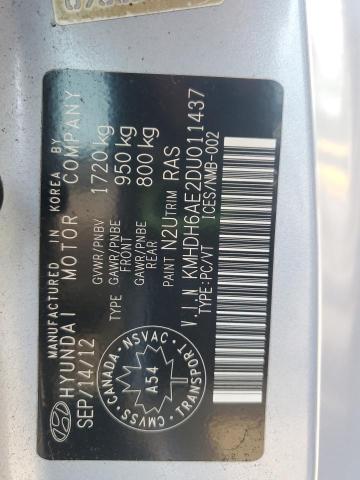 MANUFACTURED IN KOREA BY
HYUNDAI MOTOR COMPANY
SEP/14/12
GVWR/PNBV 1720 kg
TYPE GAWR/PNBE FRONT 950 kg
GAWR/PNBE REAR 800 kg
PAINT N2U TRIM RAS
V.I.N KMHDH6AE2DU011437
TYPE:PC/VT ICES/NMB-002
CANADA · NSVAC · TRANSPORT · CMVSS
A54